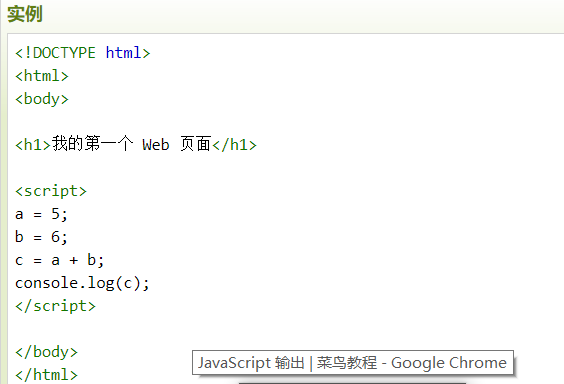 实例
<!DOCTYPE html>
<html>
<body>
<h1>我的第一个 Web 页面</h1>
<script>
a = 5;
b = 6;
c = a + b;
console.log(c);
</script>
</body>
JavaScript 输出 | 菜鸟教程 - Google Chrome
</html>